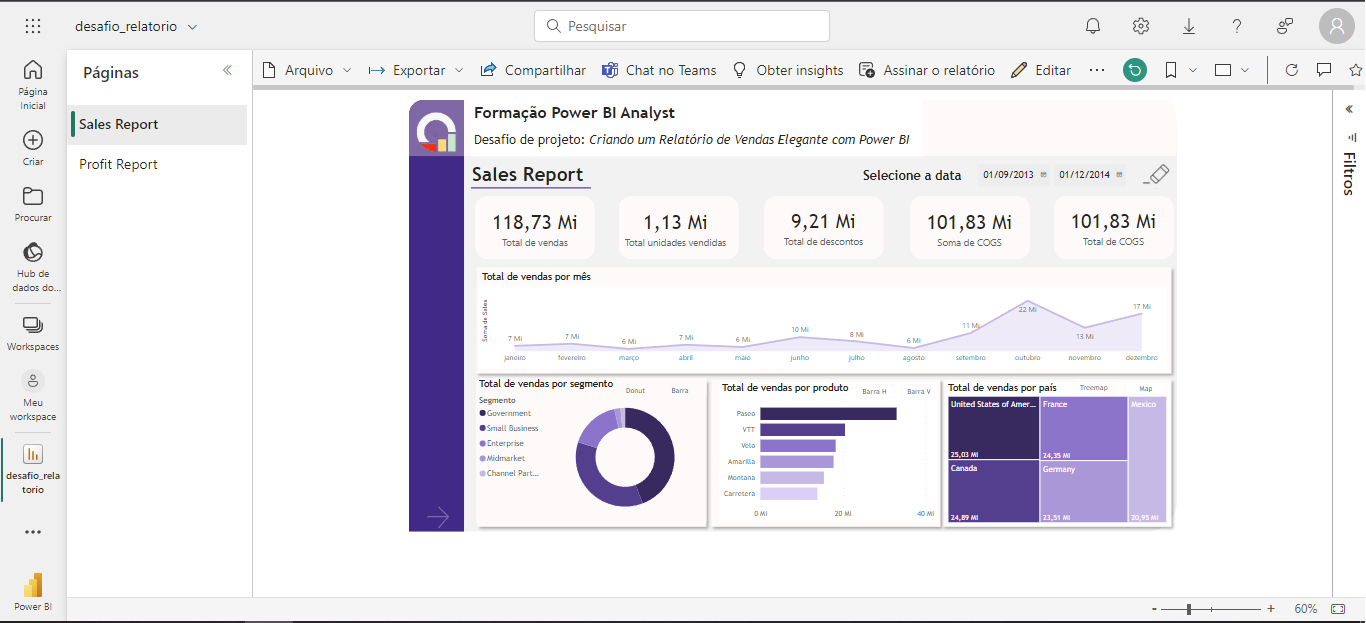 desafio_relatorio
Pesquisar
Página
Inicial
Criar
Procurar
Hub de
dados do...
Workspaces
Meu
workspace
desafio_rela
torio
Power BI
Páginas
Sales Report
Profit Report
Arquivo
Exportar
Compartilhar
Chat no Teams
Obter insights
Assinar o relatório
Editar
Filtros
Formação Power BI Analyst
Desafio de projeto: Criando um Relatório de Vendas Elegante com Power BI
Sales Report
Selecione a data
01/09/2013
01/12/2014
118,73 Mi
Total de vendas
1,13 Mi
Total unidades vendidas
9,21 Mi
Total de descontos
101,83 Mi
Soma de COGS
101,83 Mi
Total de COGS
Total de vendas por mês
Soma de Sales
7 Mi
7 Mi
6 Mi
7 Mi
6 Mi
10 Mi
8 Mi
6 Mi
11 Mi
22 Mi
13 Mi
17 Mi
janeiro
fevereiro
março
abril
maio
junho
julho
agosto
setembro
outubro
novembro
dezembro
Total de vendas por segmento
Donut
Barra
Segmento
Government
Small Business
Enterprise
Midmarket
Channel Part...
Total de vendas por produto
Barra H
Barra V
Paseo
VTT
Velo
Amarilla
Montana
Carretera
0 Mi
20 Mi
40 Mi
Total de vendas por país
Treemap
Map
United States of Amer...
25,03 Mi
Canada
24,89 Mi
France
24,35 Mi
Germany
23,51 Mi
Mexico
20,95 Mi
60%